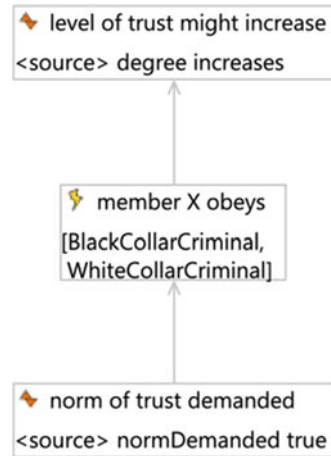 level of trust might increase
<source> degree increases
member X obeys
[BlackCollarCriminal,
WhiteCollarCriminal]
norm of trust demanded
<source> normDemanded true